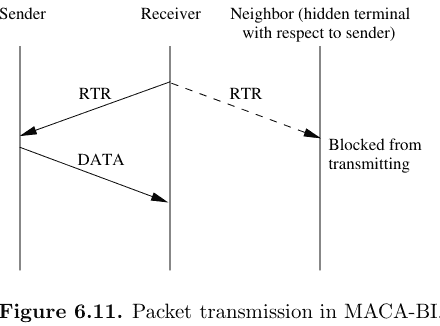 Sender
Receiver
Neighbor (hidden terminal
with respect to sender)
RTR
RTR
DATA
Blocked from
transmitting
Figure 6.11. Packet transmission in MACA-BI.